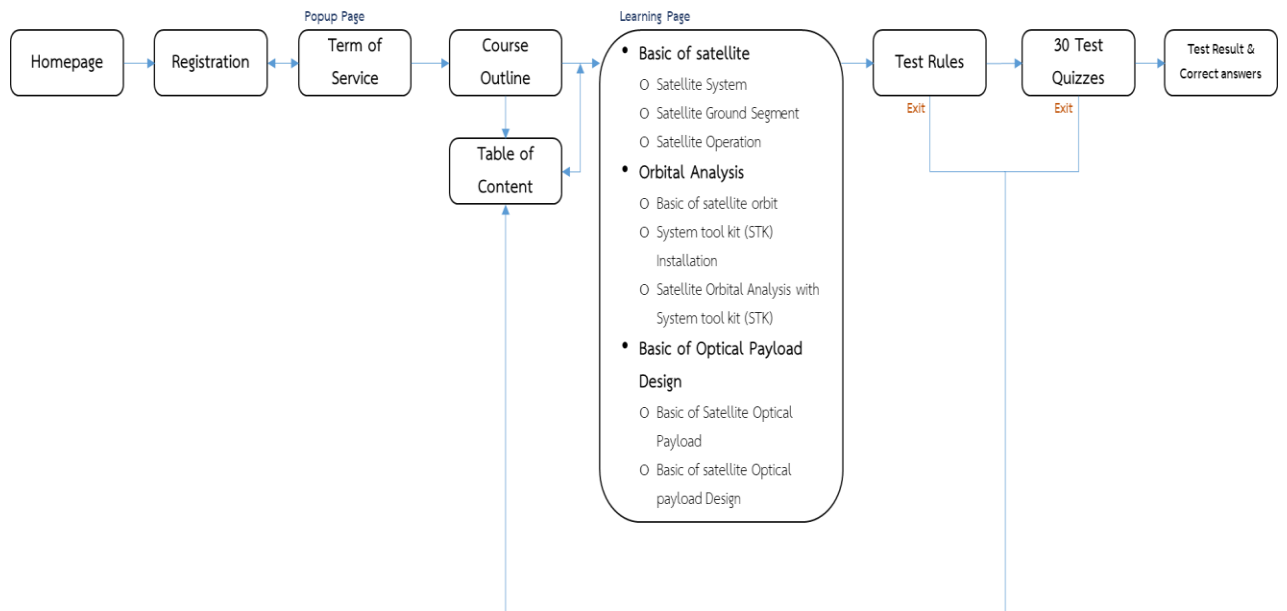 Popup Page
Learning Page
Homepage
Registration
Term of
Service
Course
Outline
Table of
Content
• Basic of satellite
O Satellite System
O Satellite Ground Segment
O Satellite Operation
• Orbital Analysis
O Basic of satellite orbit
O System tool kit (STK)
Installation
O Satellite Orbital Analysis with
System tool kit (STK)
• Basic of Optical Payload
Design
O Basic of Satellite Optical
Payload
O Basic of satellite Optical
payload Design
Test Rules
Exit
30 Test
Quizzes
Exit
Test Result &
Correct answers